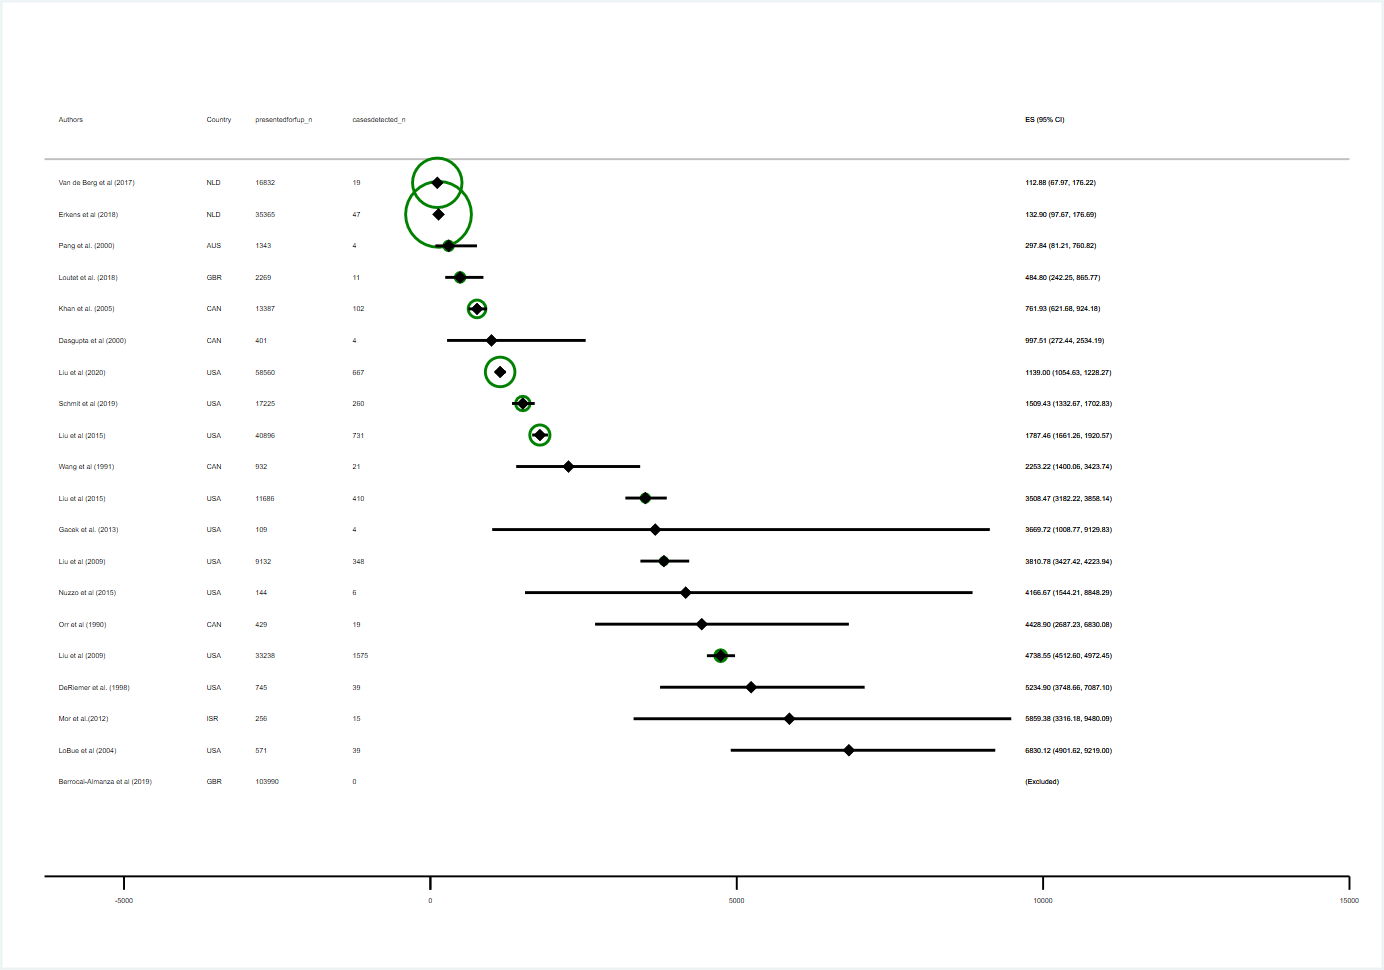 Authors Country presentedforfup_n casesdetected_n ES (95% CI)
Van de Berg et al (2017) NLD 16832 19 112.88 (67.97, 176.22)
Erkens et al (2018) NLD 35365 47 132.90 (97.67, 176.69)
Pang et al. (2000) AUS 1343 4 297.84 (81.21, 760.82)
Loutet et al. (2018) GBR 2269 11 484.80 (242.25, 865.77)
Khan et al. (2005) CAN 13387 102 761.93 (621.68, 924.18)
Dasgupta et al (2000) CAN 401 4 997.51 (272.44, 2534.19)
Liu et al (2020) USA 58560 667 1139.00 (1054.63, 1228.27)
Schmit et al (2019) USA 17225 260 1509.43 (1332.67, 1702.83)
Liu et al (2015) USA 40896 731 1787.46 (1661.26, 1920.57)
Wang et al (1991) CAN 932 21 2253.22 (1400.06, 3423.74)
Liu et al (2015) USA 11686 410 3508.47 (3182.22, 3858.14)
Gacek et al. (2013) USA 109 4 3669.72 (1008.77, 9129.83)
Liu et al (2009) USA 9132 348 3810.78 (3427.42, 4223.94)
Nuzzo et al (2015) USA 144 6 4166.67 (1544.21, 8848.29)
Orr et al (1990) CAN 429 19 4428.90 (2687.23, 6830.08)
Liu et al (2009) USA 33238 1575 4738.55 (4512.60, 4972.45)
DeRiemer et al. (1998) USA 745 39 5234.90 (3748.66, 7087.10)
Mor et al.(2012) ISR 256 15 5859.38 (3316.18, 9480.09)
LoBue et al (2004) USA 571 39 6830.12 (4901.62, 9219.00)
Berrocal-Almanza et al (2019) GBR 103990 0 (Excluded)
-5000 0 5000 10000 15000